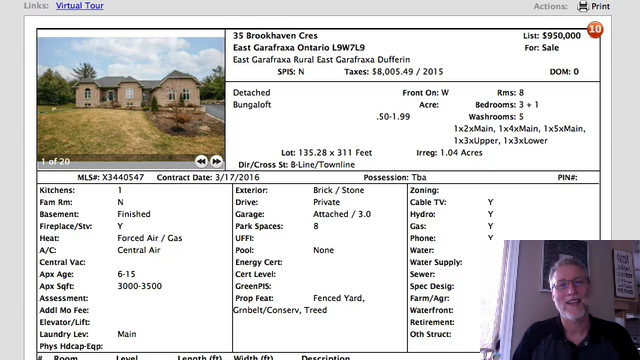 Links: Virtual Tour Actions: Print
10
35 Brookhaven Cres List: $950,000
East Garafraxa Ontario L9W7L9 For: Sale
East Garafraxa Rural East Garafraxa Dufferin
SPIS: N Taxes: $8,005.49 / 2015 DOM: 0
Detached Front On: W Rms: 8
Bungaloft Acre: Bedrooms: 3 + 1
.50-1.99 Washrooms: 5
1x2xMain, 1x4xMain, 1x5xMain,
1x3xUpper, 1x3xLower
Lot: 135.28 x 311 Feet Irreg: 1.04 Acres
Dir/Cross St: B-Line/Townline
1 of 20
MLS#: X3440547 Contract Date: 3/17/2016 Possession: Tba PIN#:
Kitchens: 1 Exterior: Brick / Stone Zoning:
Fam Rm: N Drive: Private Cable TV: Y
Basement: Finished Garage: Attached / 3.0 Hydro: Y
Fireplace/Stv: Y Park Spaces: 8 Gas: Y
Heat: Forced Air / Gas UFFI: Phone: Y
A/C: Central Air Pool: None Water:
Central Vac: Energy Cert: Water Supply:
Apx Age: 6-15 Cert Level: Sewer:
Apx Sqft: 3000-3500 GreenPIS: Spec Desig:
Assessment: Prop Feat: Fenced Yard, Farm/Agr:
Addl Mo Fee: Grnbelt/Conserv, Treed Waterfront:
Elevator/Lift: Retirement:
Laundry Lev: Main Oth Struct:
Phys Hdcap-Eqp:
# Room Level Length (ft) Width (ft) Description